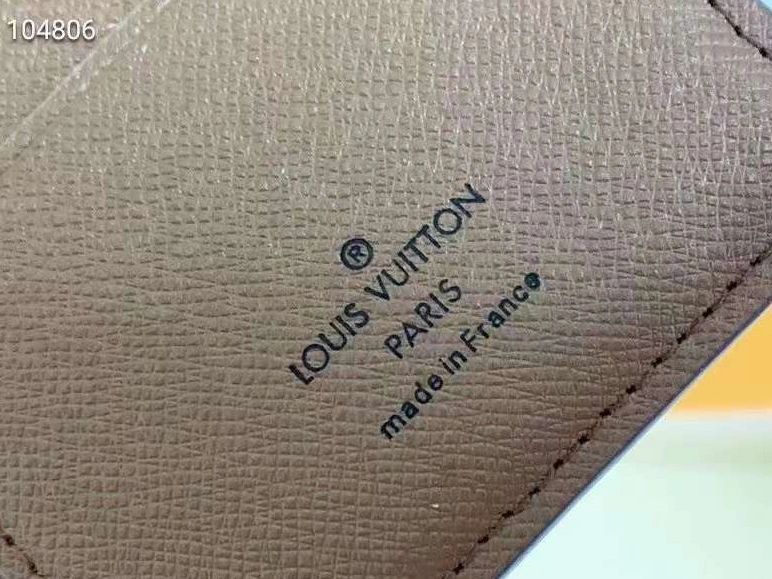 104806
®
LOUIS VUITTON
PARIS
made in France